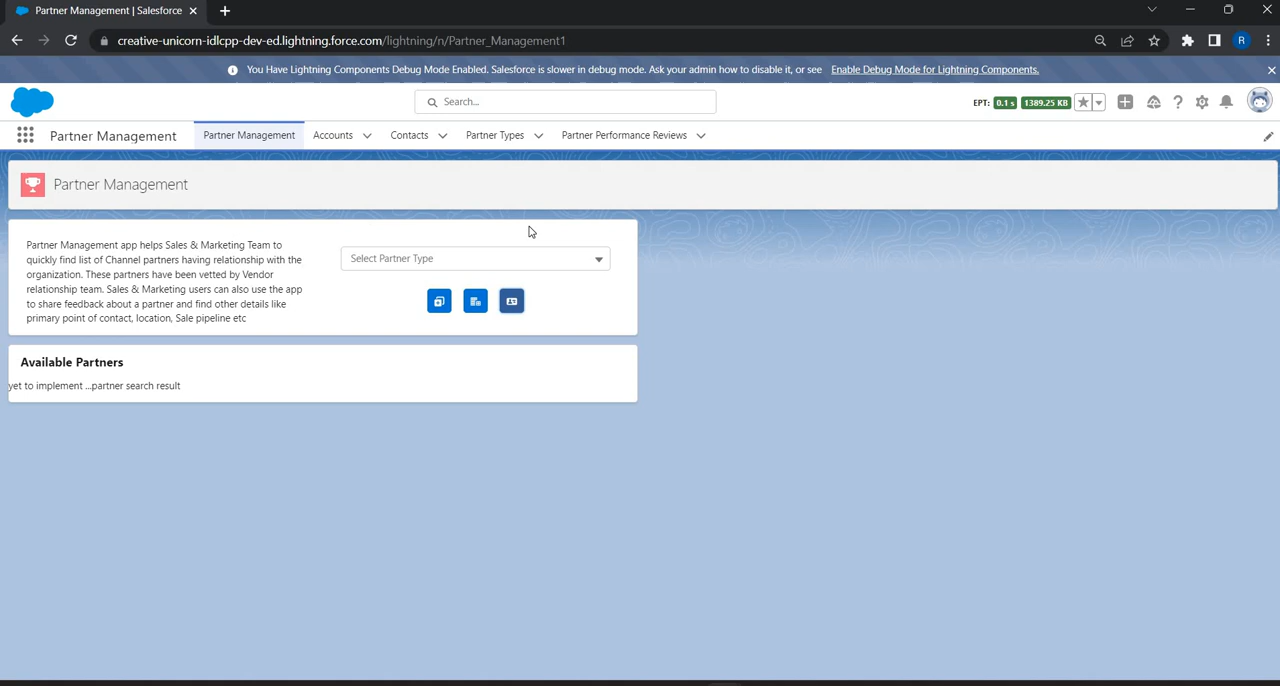 Partner Management | Salesforce
creative-unicorn-idlcpp-dev-ed.lightning.force.com/lightning/n/Partner_Management1
R
You Have Lightning Components Debug Mode Enabled. Salesforce is slower in debug mode. Ask your admin how to disable it, or see Enable Debug Mode for Lightning Components.
Search...
EPT: 0.1 s 1389.25 KB
Partner Management
Partner Management Accounts Contacts Partner Types Partner Performance Reviews
Partner Management
Partner Management app helps Sales & Marketing Team to
quickly find list of Channel partners having relationship with the
organization. These partners have been vetted by Vendor
relationship team. Sales & Marketing users can also use the app
to share feedback about a partner and find other details like
primary point of contact, location, Sale pipeline etc
Select Partner Type
Available Partners
yet to implement ...partner search result